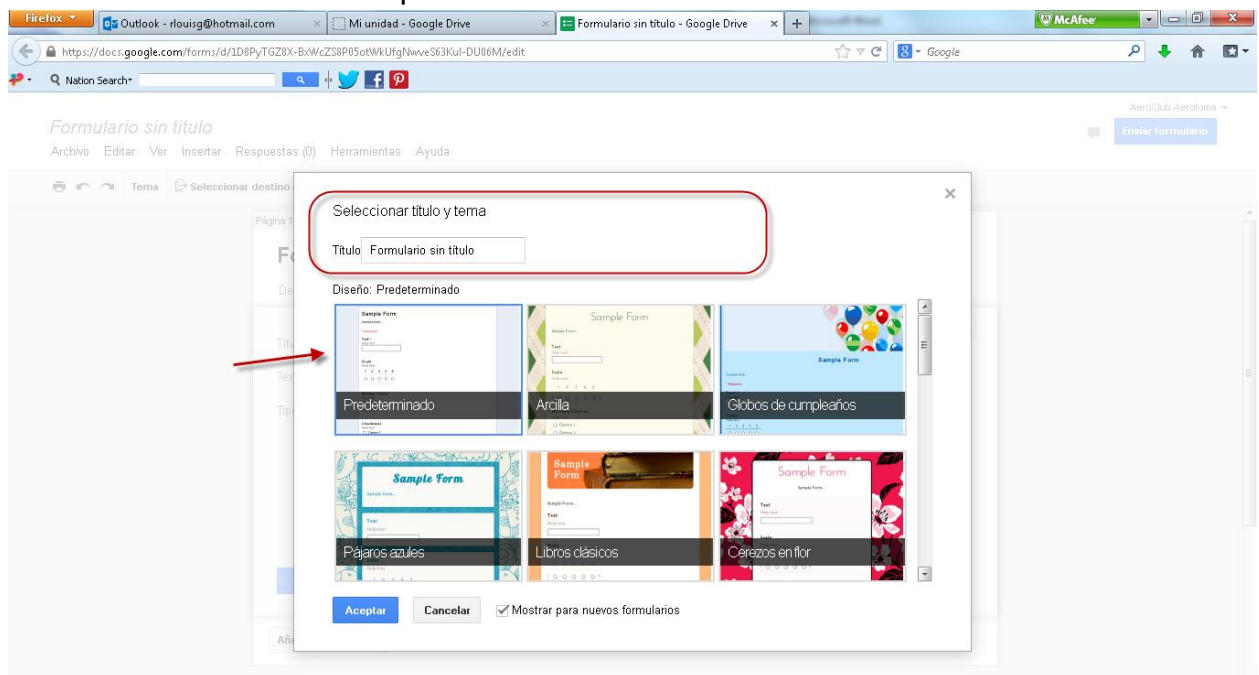 Firefox
Outlook - rlouisg@hotmail.com
Mi unidad - Google Drive
Formulario sin título - Google Drive
McAfee
https://docs.google.com/forms/d/1D8PyTGZ8X-BxWcZS8P05otWkUfgNwveS63KuI-DU06M/edit
Google
Nation Search
AeroClub Aerotoma
Formulario sin título
Enviar formulario
Archivo Editar Ver Insertar Respuestas (0) Herramientas Ayuda
Tema Seleccionar destino
Página 1
Seleccionar título y tema
Título Formulario sin título
Diseño: Predeterminado
Sample Form
Sample Form
Sample Form
Predeterminado
Arcilla
Globos de cumpleaños
Sample Form
Sample Form
Sample Form
Pájaros azules
Libros clásicos
Cerezos en flor
Aceptar Cancelar Mostrar para nuevos formularios